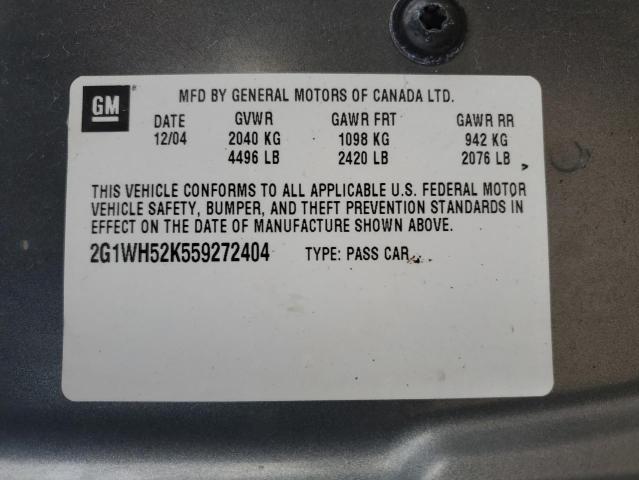 GM ® MFD BY GENERAL MOTORS OF CANADA LTD.
DATE GVWR GAWR FRT GAWR RR
12/04 2040 KG 1098 KG 942 KG
4496 LB 2420 LB 2076 LB
THIS VEHICLE CONFORMS TO ALL APPLICABLE U.S. FEDERAL MOTOR
VEHICLE SAFETY, BUMPER, AND THEFT PREVENTION STANDARDS IN
EFFECT ON THE DATE OF MANUFACTURE SHOWN ABOVE.
2G1WH52K559272404 TYPE: PASS CAR